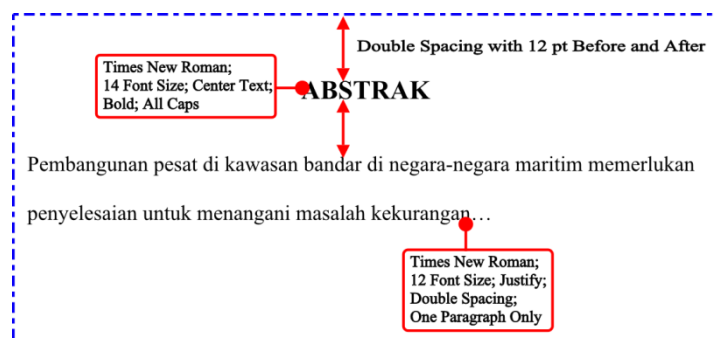 Double Spacing with 12 pt Before and After
Times New Roman;
14 Font Size; Center Text;
Bold; All Caps
ABSTRAK
Pembangunan pesat di kawasan bandar di negara-negara maritim memerlukan
penyelesaian untuk menangani masalah kekurangan…
Times New Roman;
12 Font Size; Justify;
Double Spacing;
One Paragraph Only